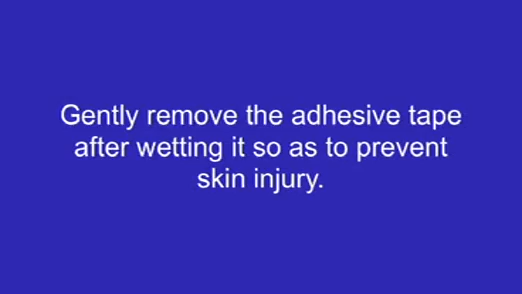 Gently remove the adhesive tape
after wetting it so as to prevent
skin injury.